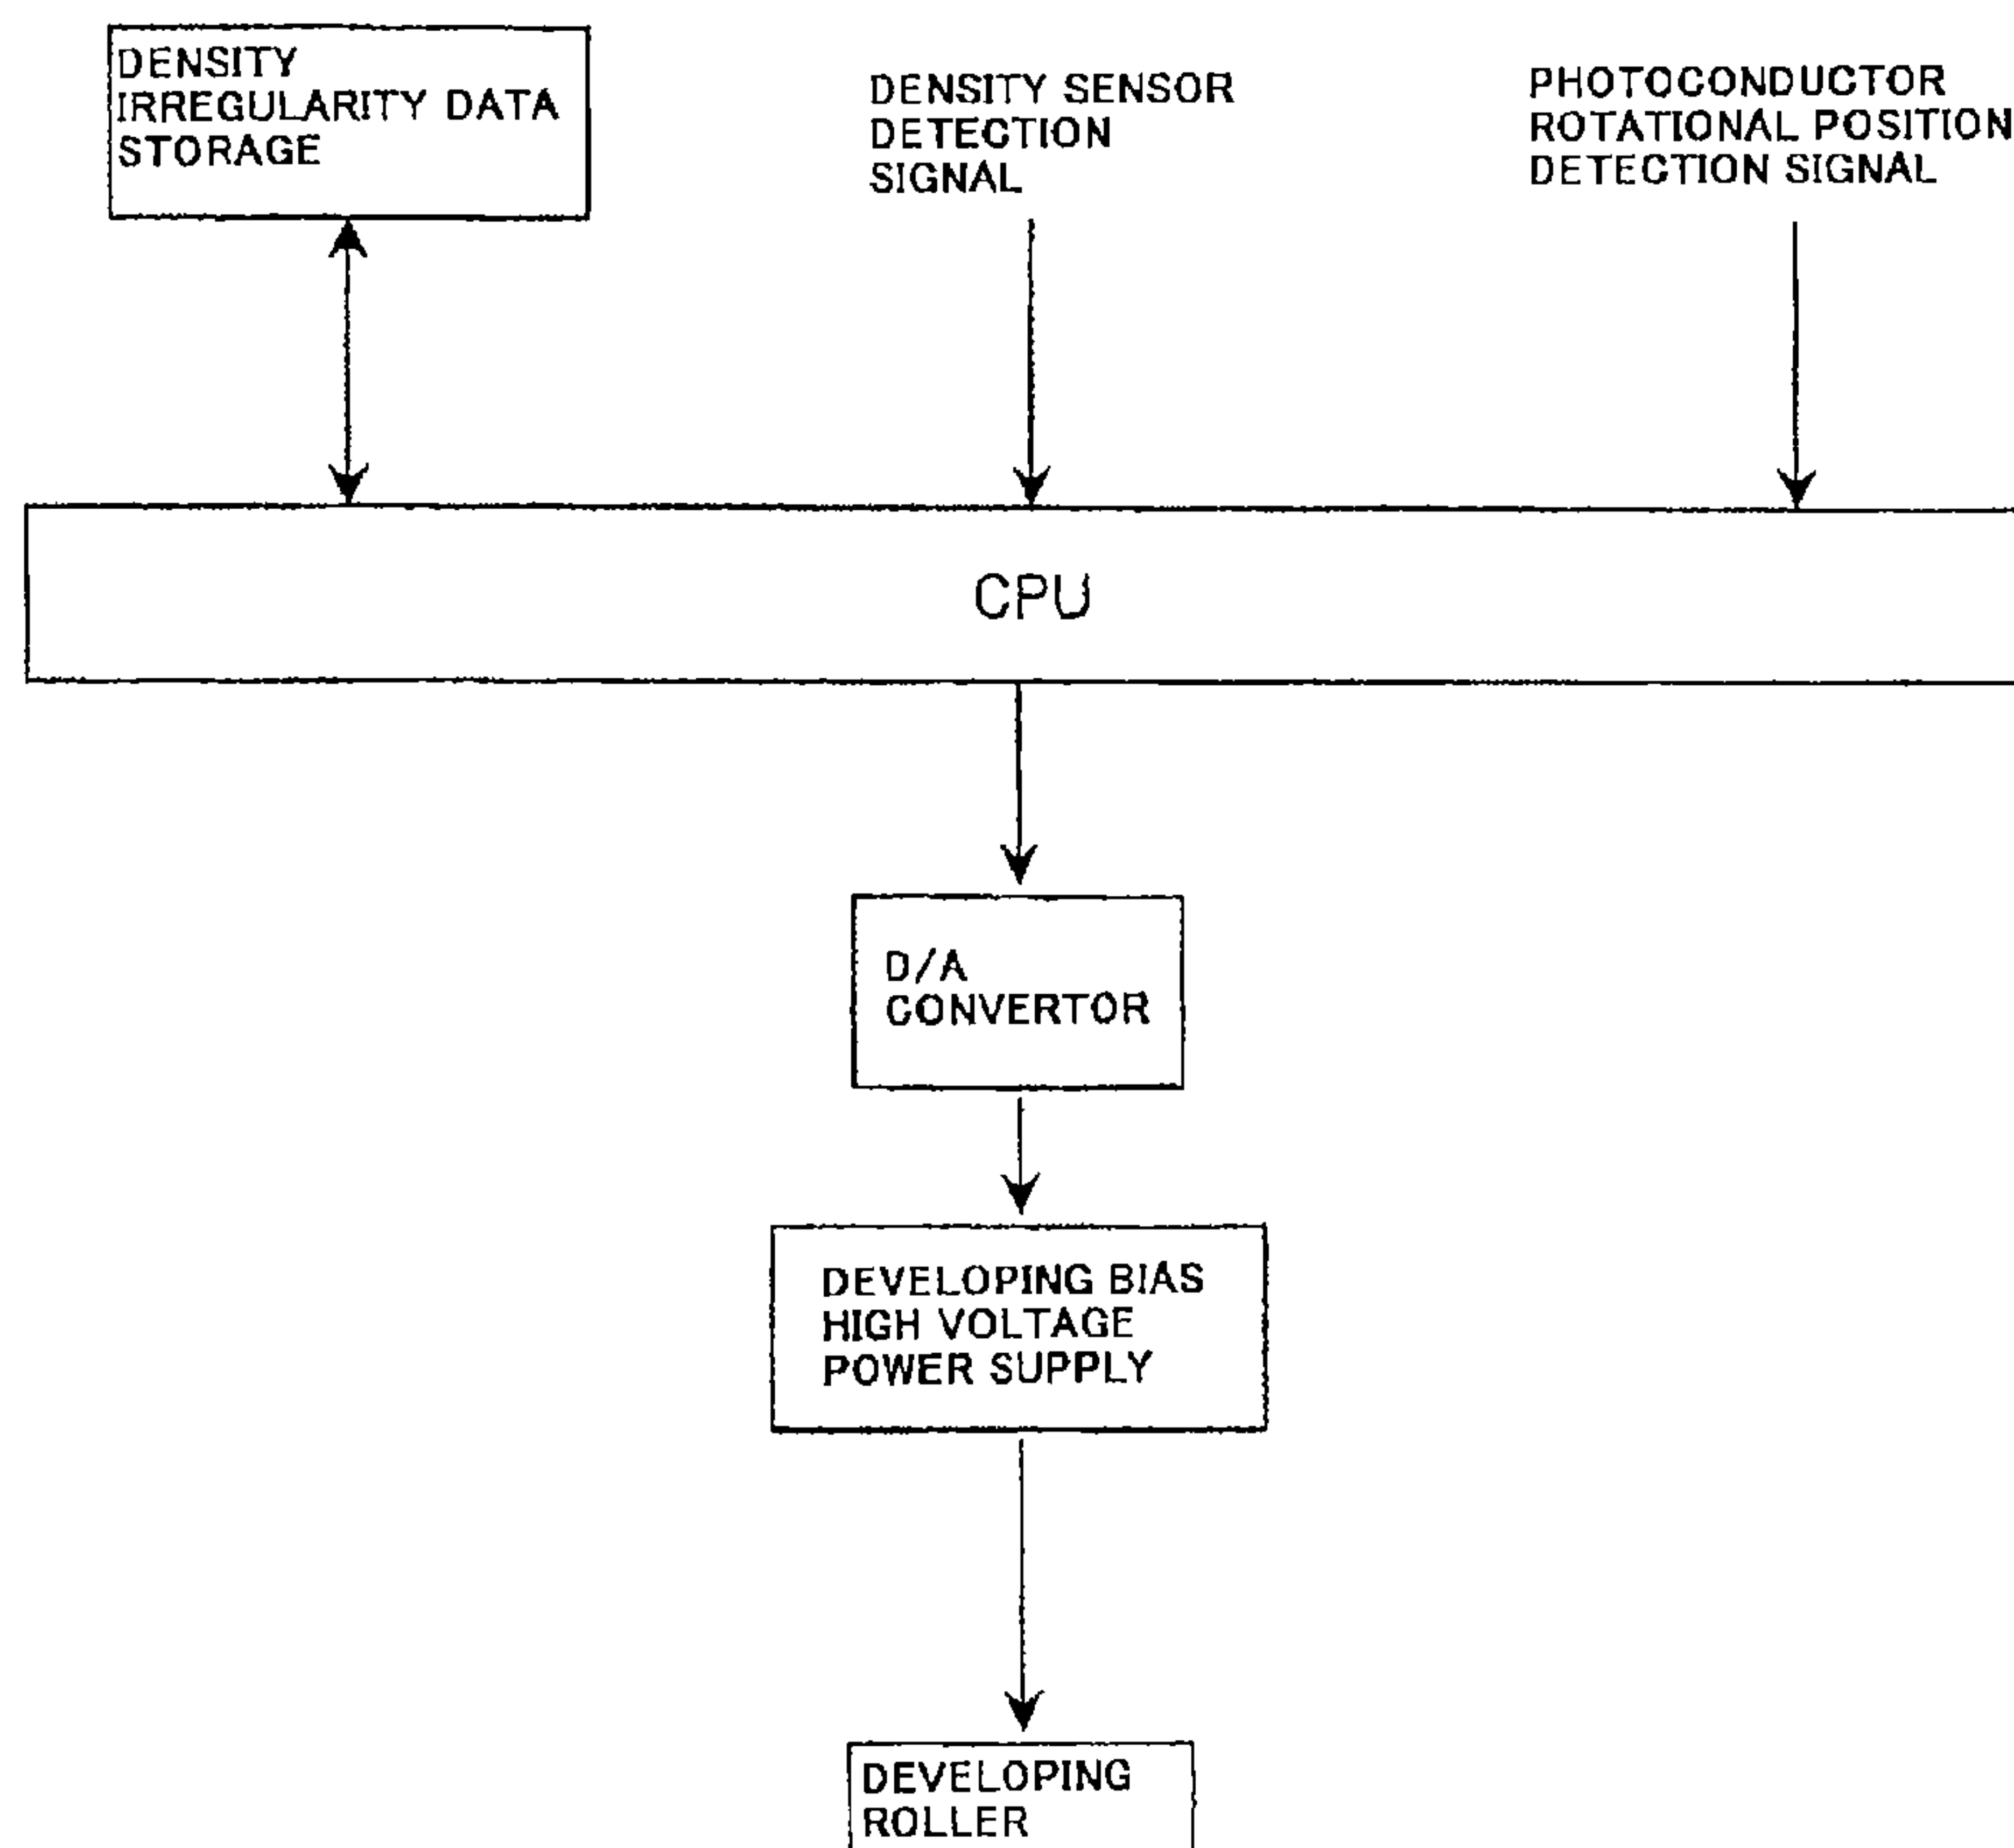 DENSITY
IRREGULARITY DATA
STORAGE
DENSITY SENSOR
DETECTION
SIGNAL
PHOTOCONDUCTOR
ROTATIONAL POSITION
DETECTION SIGNAL
CPU
D/A
CONVERTOR
DEVELOPING BIAS
HIGH VOLTAGE
POWER SUPPLY
DEVELOPING
ROLLER